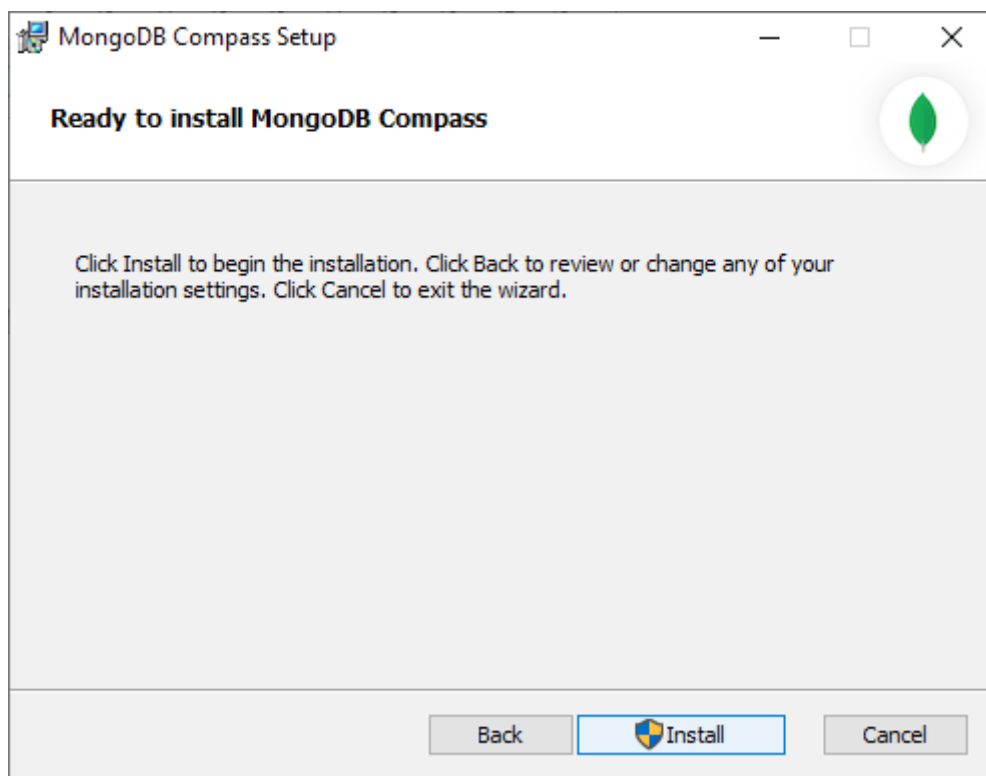 MongoDB Compass Setup
Ready to install MongoDB Compass
Click Install to begin the installation. Click Back to review or change any of your
installation settings. Click Cancel to exit the wizard.
Back
Install
Cancel